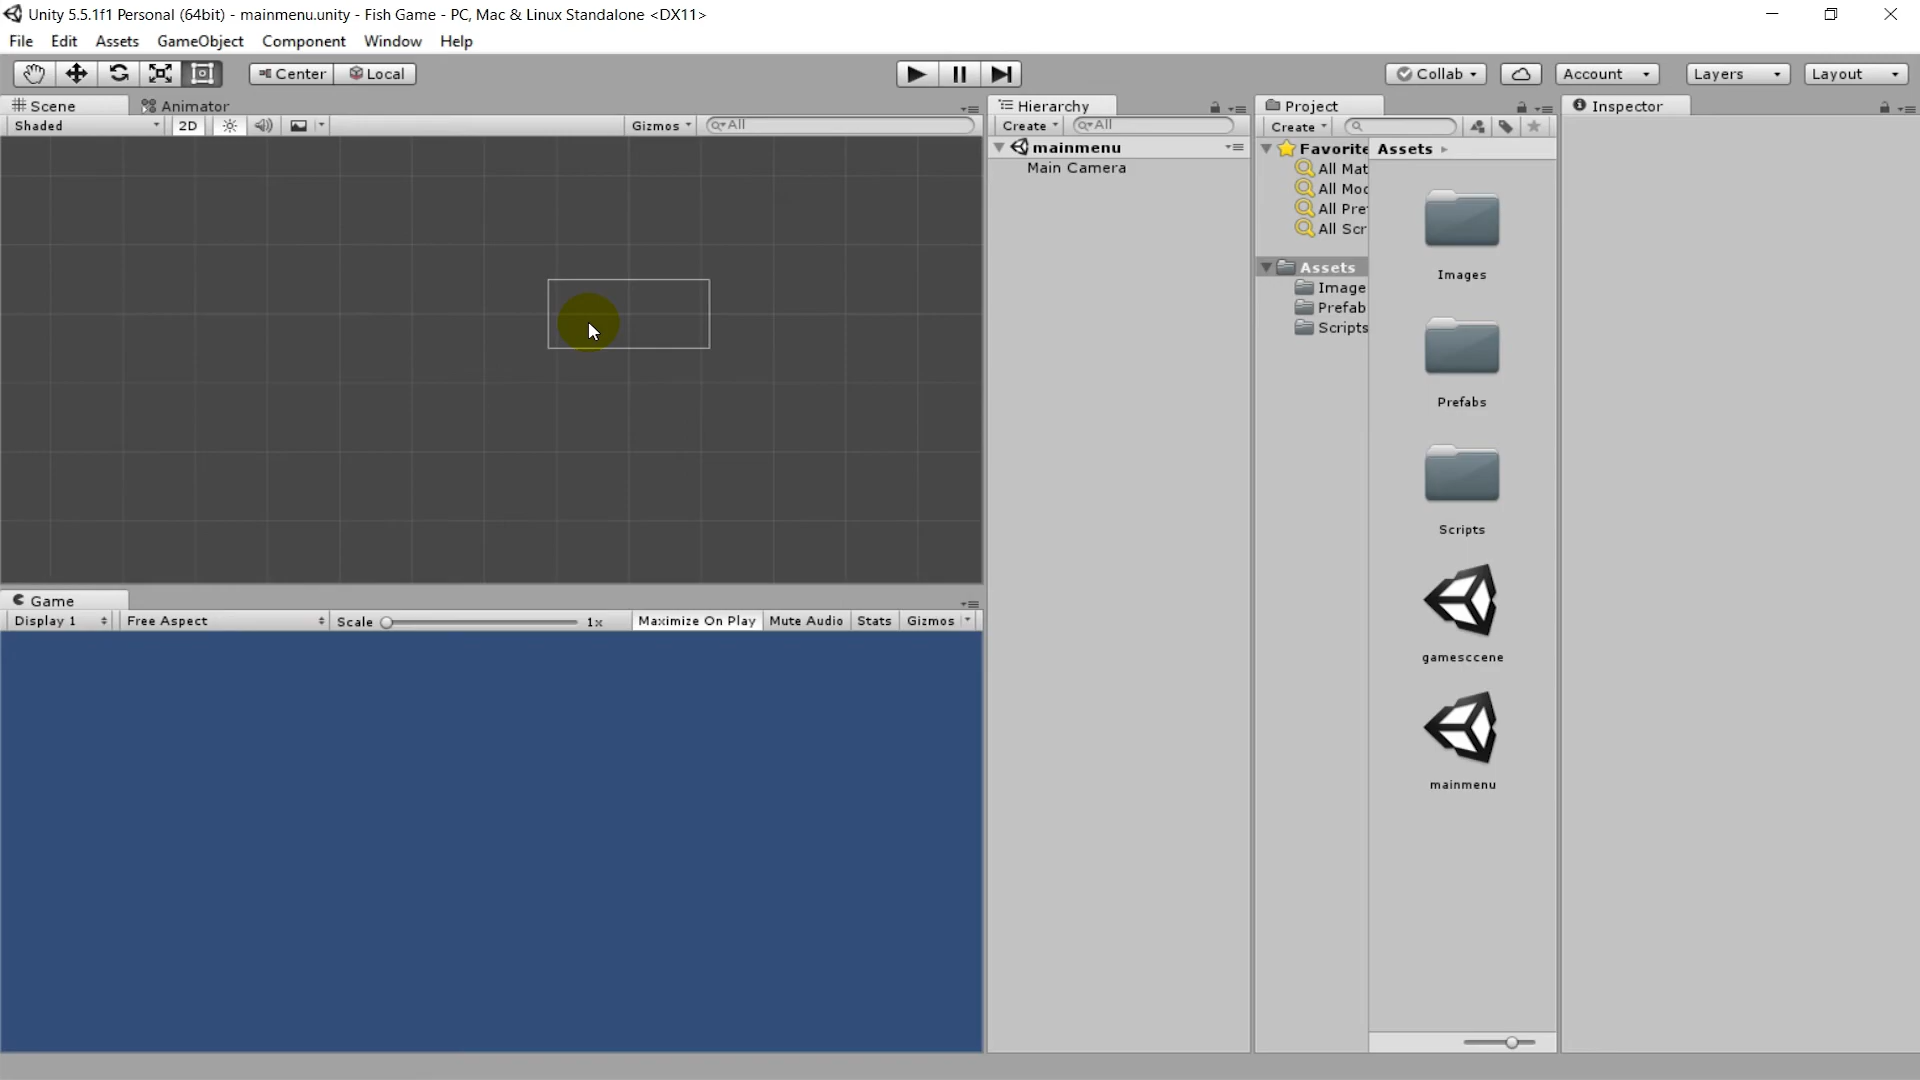 Unity 5.5.1f1 Personal (64bit) - mainmenu.unity - Fish Game - PC, Mac & Linux Standalone <DX11>
File Edit Assets GameObject Component Window Help
Center Local Collab Account Layers Layout
Scene Animator
Shaded 2D Gizmos All
Hierarchy
Create All
mainmenu
Main Camera
Project
Create
Favorite
All Mat
All Moc
All Pre
All Scr
Assets
Image
Prefab
Scripts
Assets
Images
Prefabs
Scripts
gamesccene
mainmenu
Inspector
Game
Display 1 Free Aspect Scale 1x Maximize On Play Mute Audio Stats Gizmos